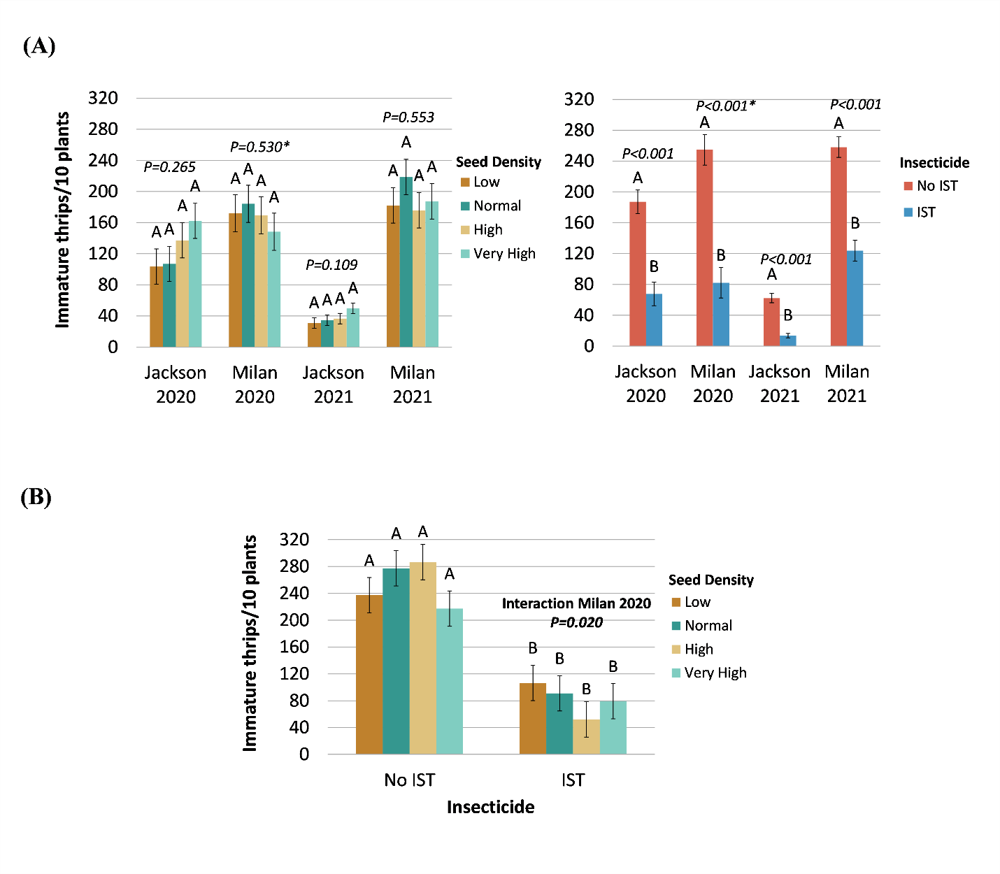 (A)
Immature thrips/10 plants
320
280
240
200
160
120
80
40
0
P=0.265
P=0.530*
P=0.109
P=0.553
A A A A
A A A A
A A A A
A A A A
Jackson 2020
Milan 2020
Jackson 2021
Milan 2021
Seed Density
Low
Normal
High
Very High
320
280
240
200
160
120
80
40
0
P<0.001
P<0.001*
P<0.001
P<0.001
A B
A B
A B
A B
Jackson 2020
Milan 2020
Jackson 2021
Milan 2021
Insecticide
No IST
IST
(B)
Immature thrips/10 plants
320
280
240
200
160
120
80
40
0
A A A A
Interaction Milan 2020
P=0.020
B B B B
No IST
IST
Insecticide
Seed Density
Low
Normal
High
Very High